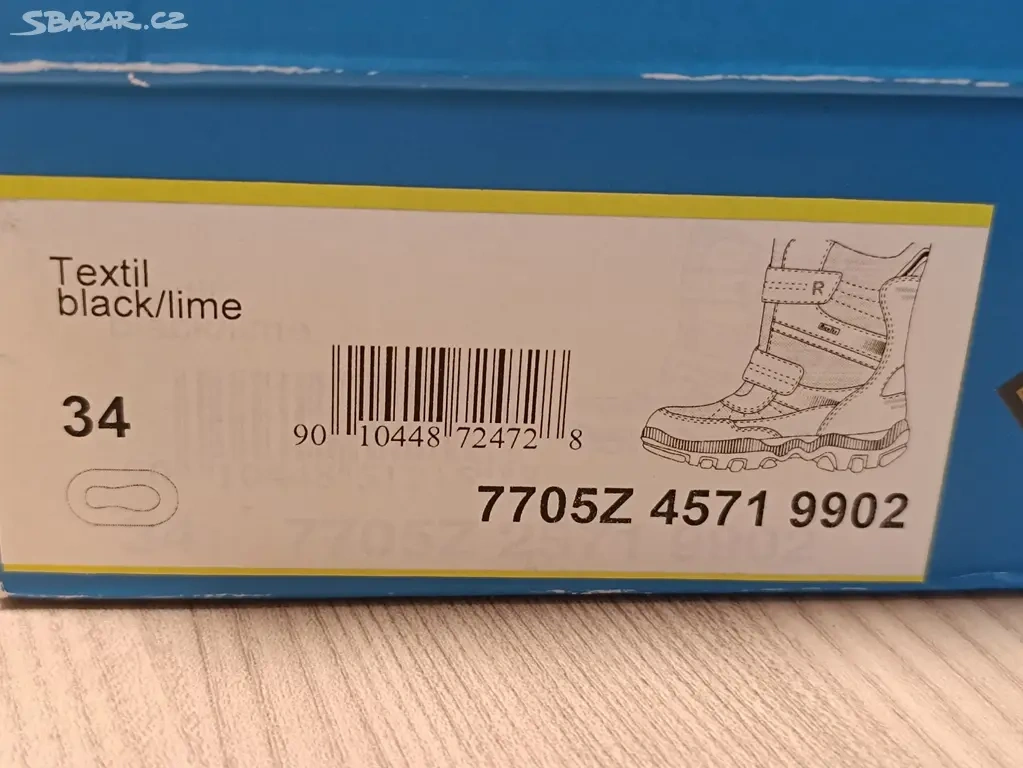 SBAZAR.CZ
Textil
black/lime
R
34
90 10448 72472 8
7705Z 4571 9902